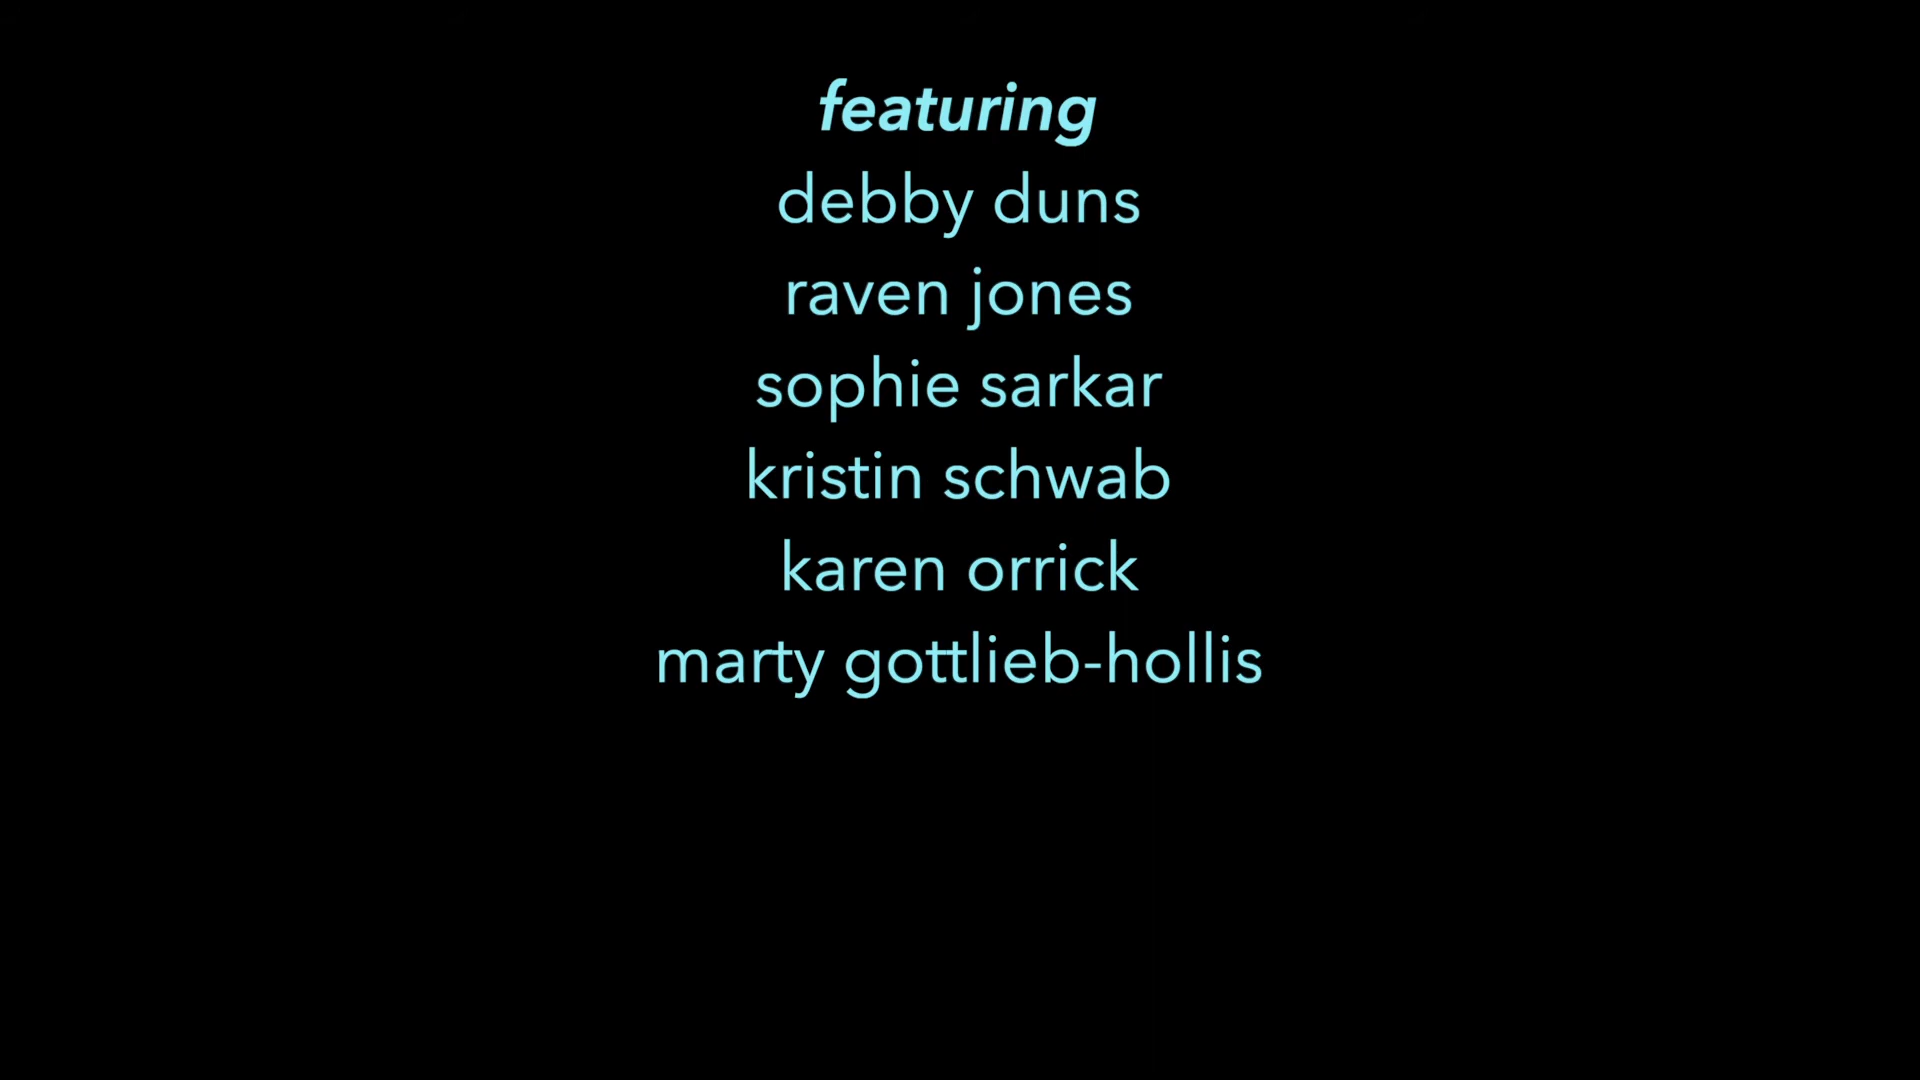 featuring
debby duns
raven jones
sophie sarkar
kristin schwab
karen orrick
marty gottlieb-hollis